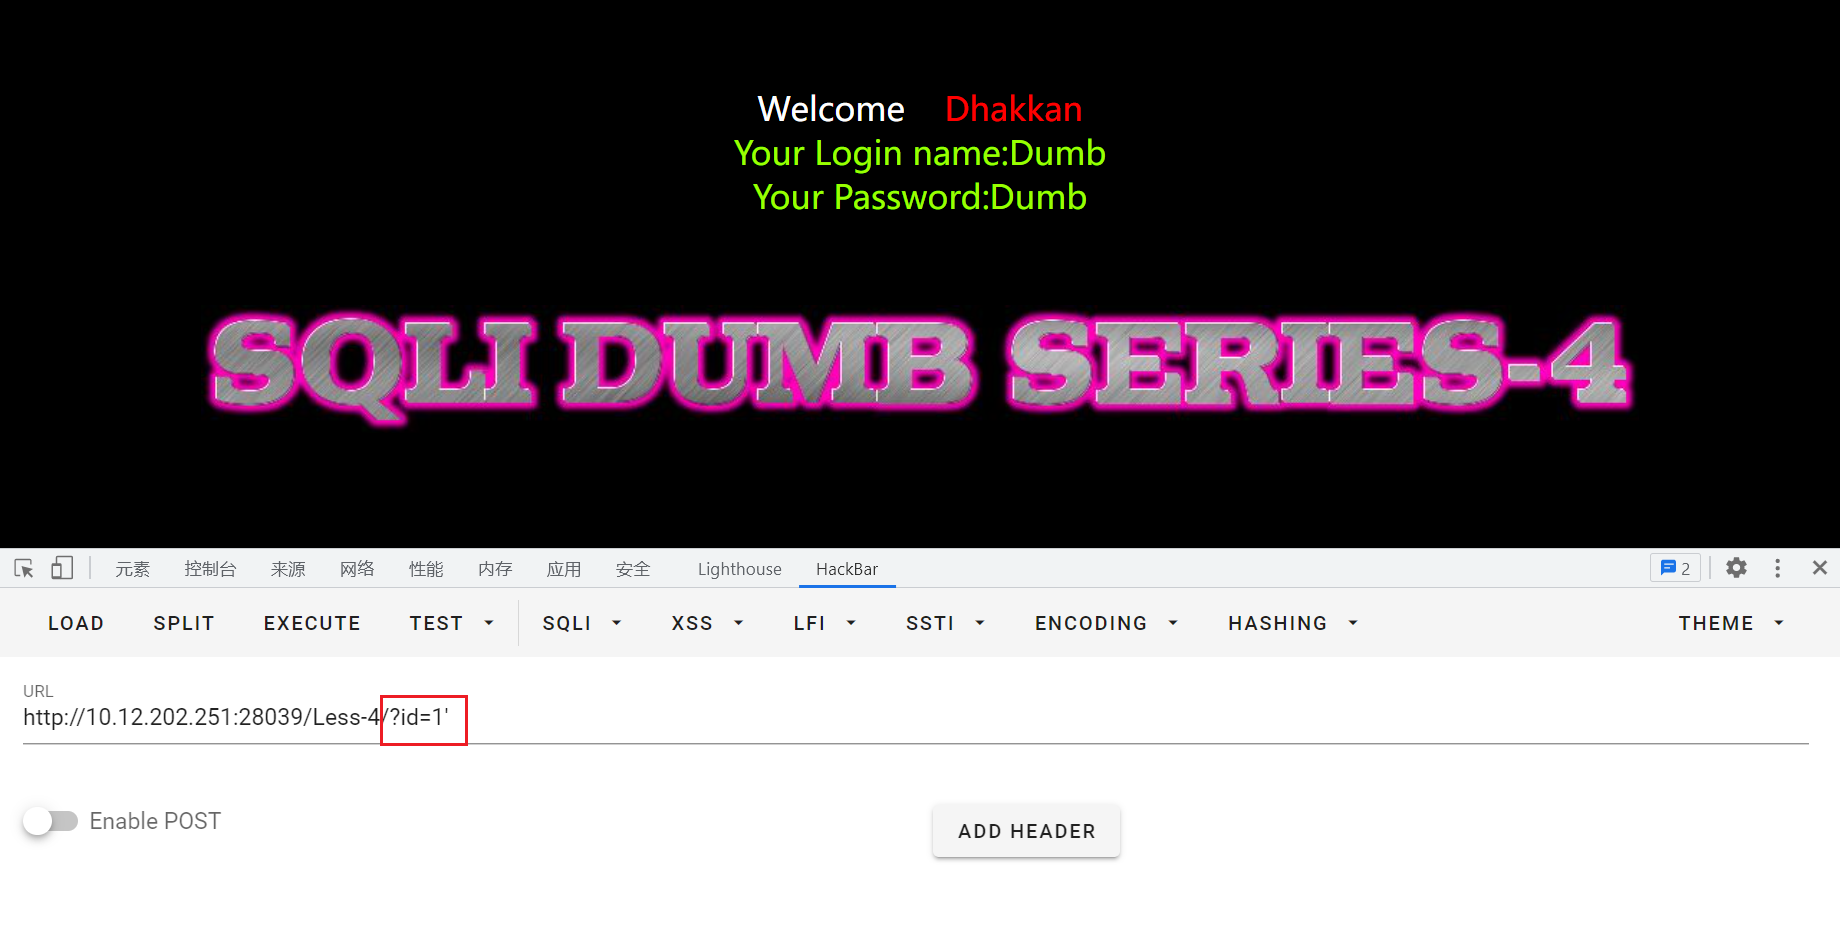 Welcome Dhakkan
Your Login name:Dumb
Your Password:Dumb
SQLI DUMB SERIES-4
元素 控制台 来源 网络 性能 内存 应用 安全 Lighthouse HackBar 2
LOAD SPLIT EXECUTE TEST SQLI XSS LFI SSTI ENCODING HASHING THEME
URL
http://10.12.202.251:28039/Less-4/?id=1'
Enable POST ADD HEADER